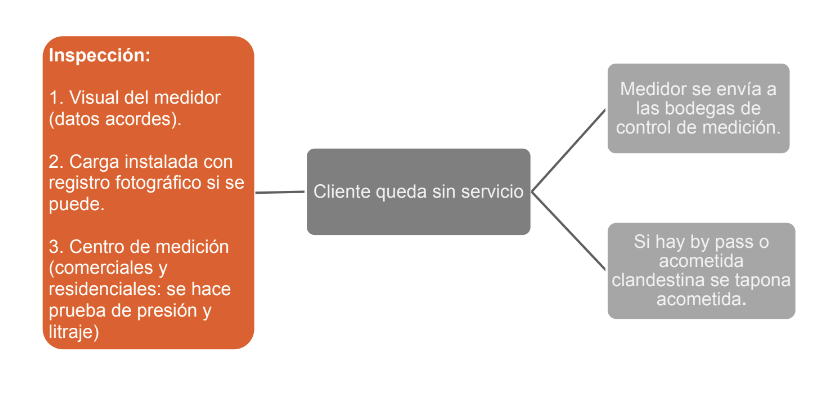 Inspección:
1. Visual del medidor
(datos acordes).
2. Carga instalada con
registro fotográfico si se
puede.
3. Centro de medición
(comerciales y
residenciales: se hace
prueba de presión y
litraje)
Cliente queda sin servicio
Medidor se envía a
las bodegas de
control de medición.
Si hay by pass o
acometida
clandestina se tapona
acometida.